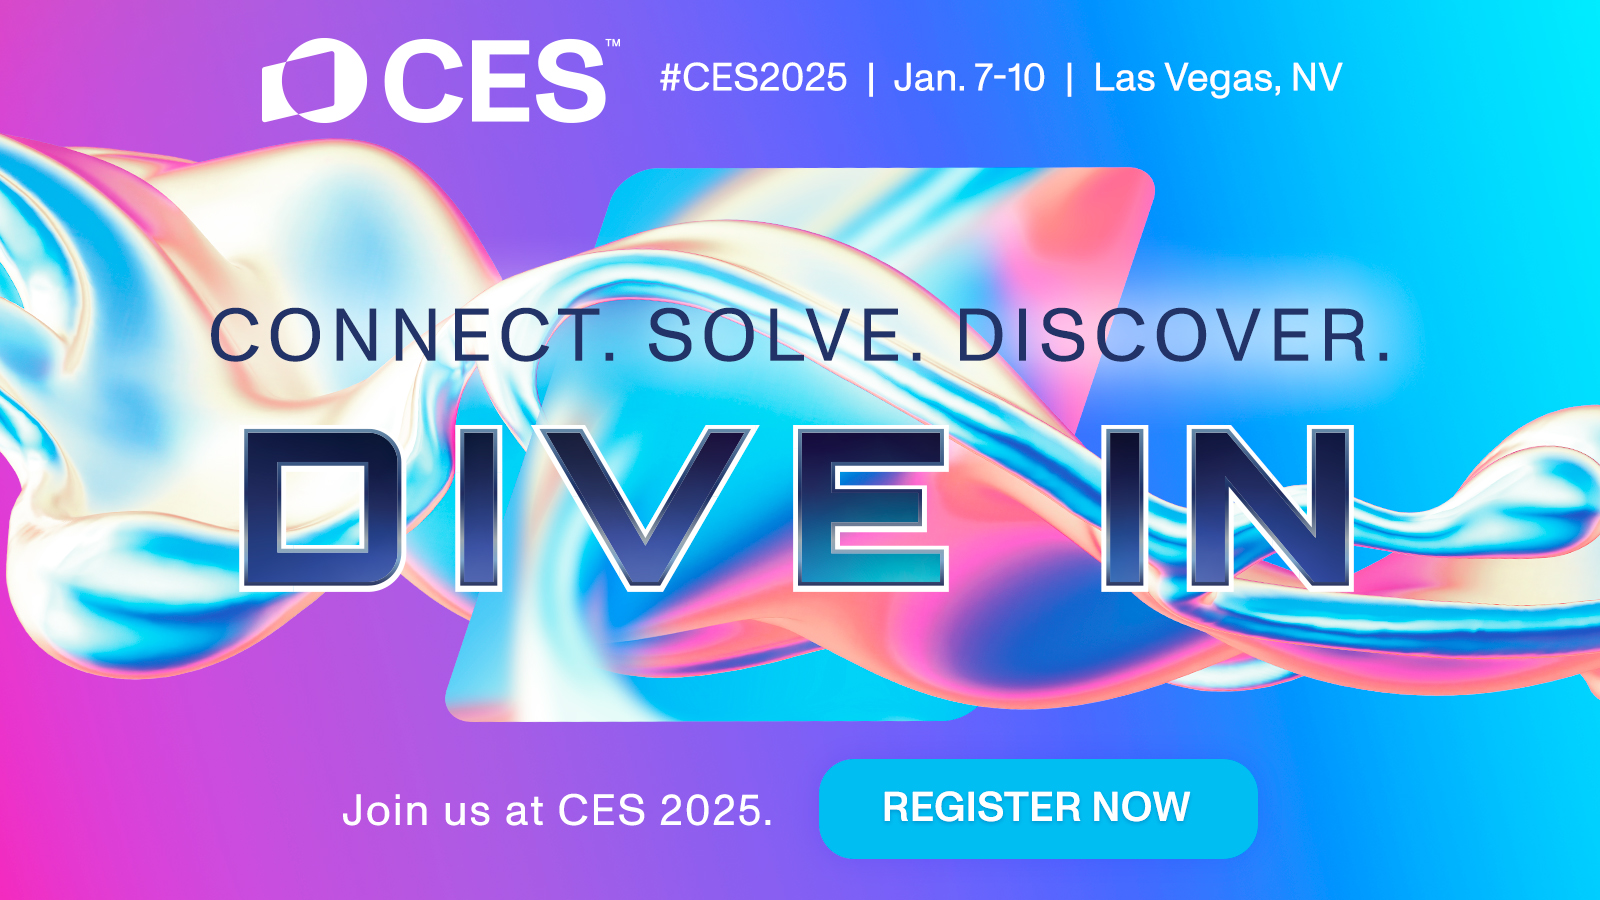 CES™
#CES2025 | Jan. 7-10 | Las Vegas, NV
CONNECT. SOLVE. DISCOVER.
DIVE IN
Join us at CES 2025.
REGISTER NOW